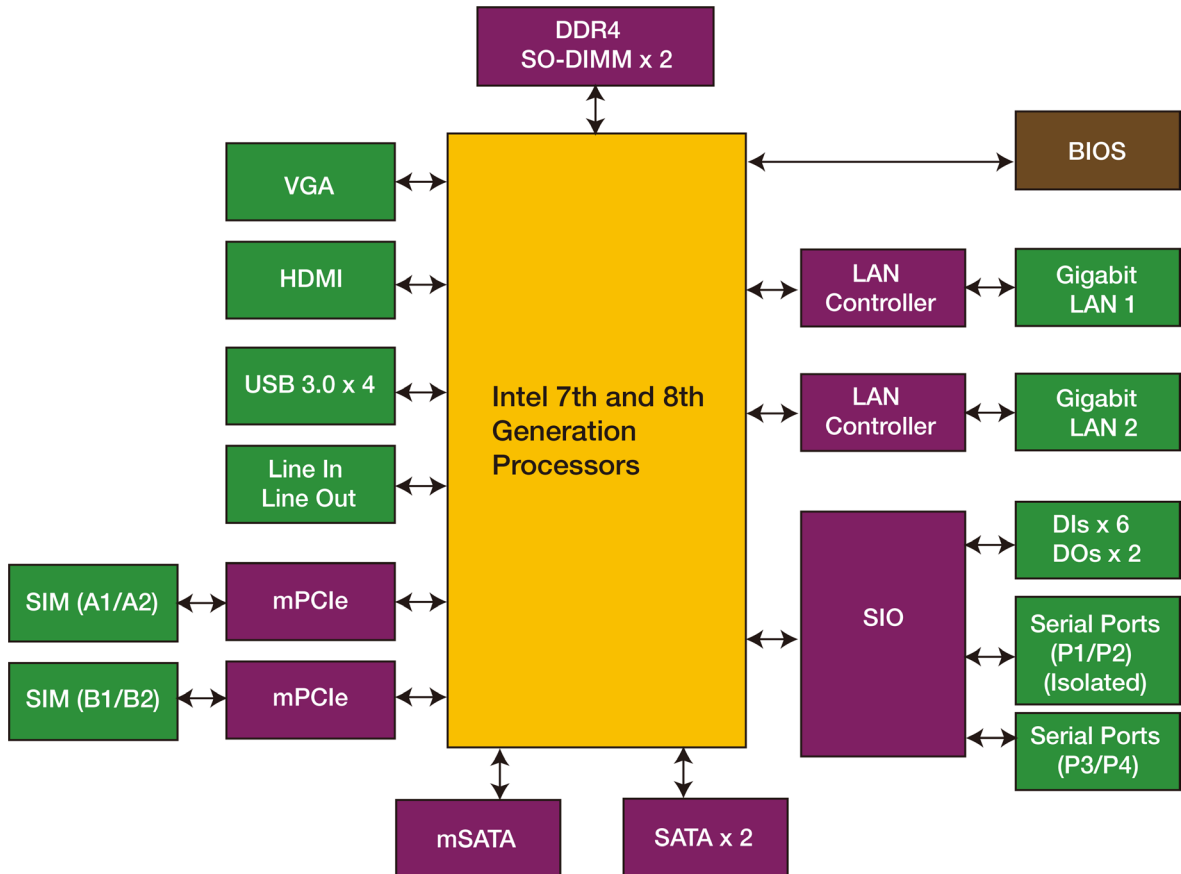 DDR4
SO-DIMM x 2
BIOS
VGA
HDMI
LAN
Controller
Gigabit
LAN 1
USB 3.0 x 4
Intel 7th and 8th
Generation
Processors
LAN
Controller
Gigabit
LAN 2
Line In
Line Out
DIs x 6
DOs x 2
SIM (A1/A2)
mPCIe
SIO
Serial Ports
(P1/P2)
(Isolated)
SIM (B1/B2)
mPCIe
Serial Ports
(P3/P4)
mSATA
SATA x 2